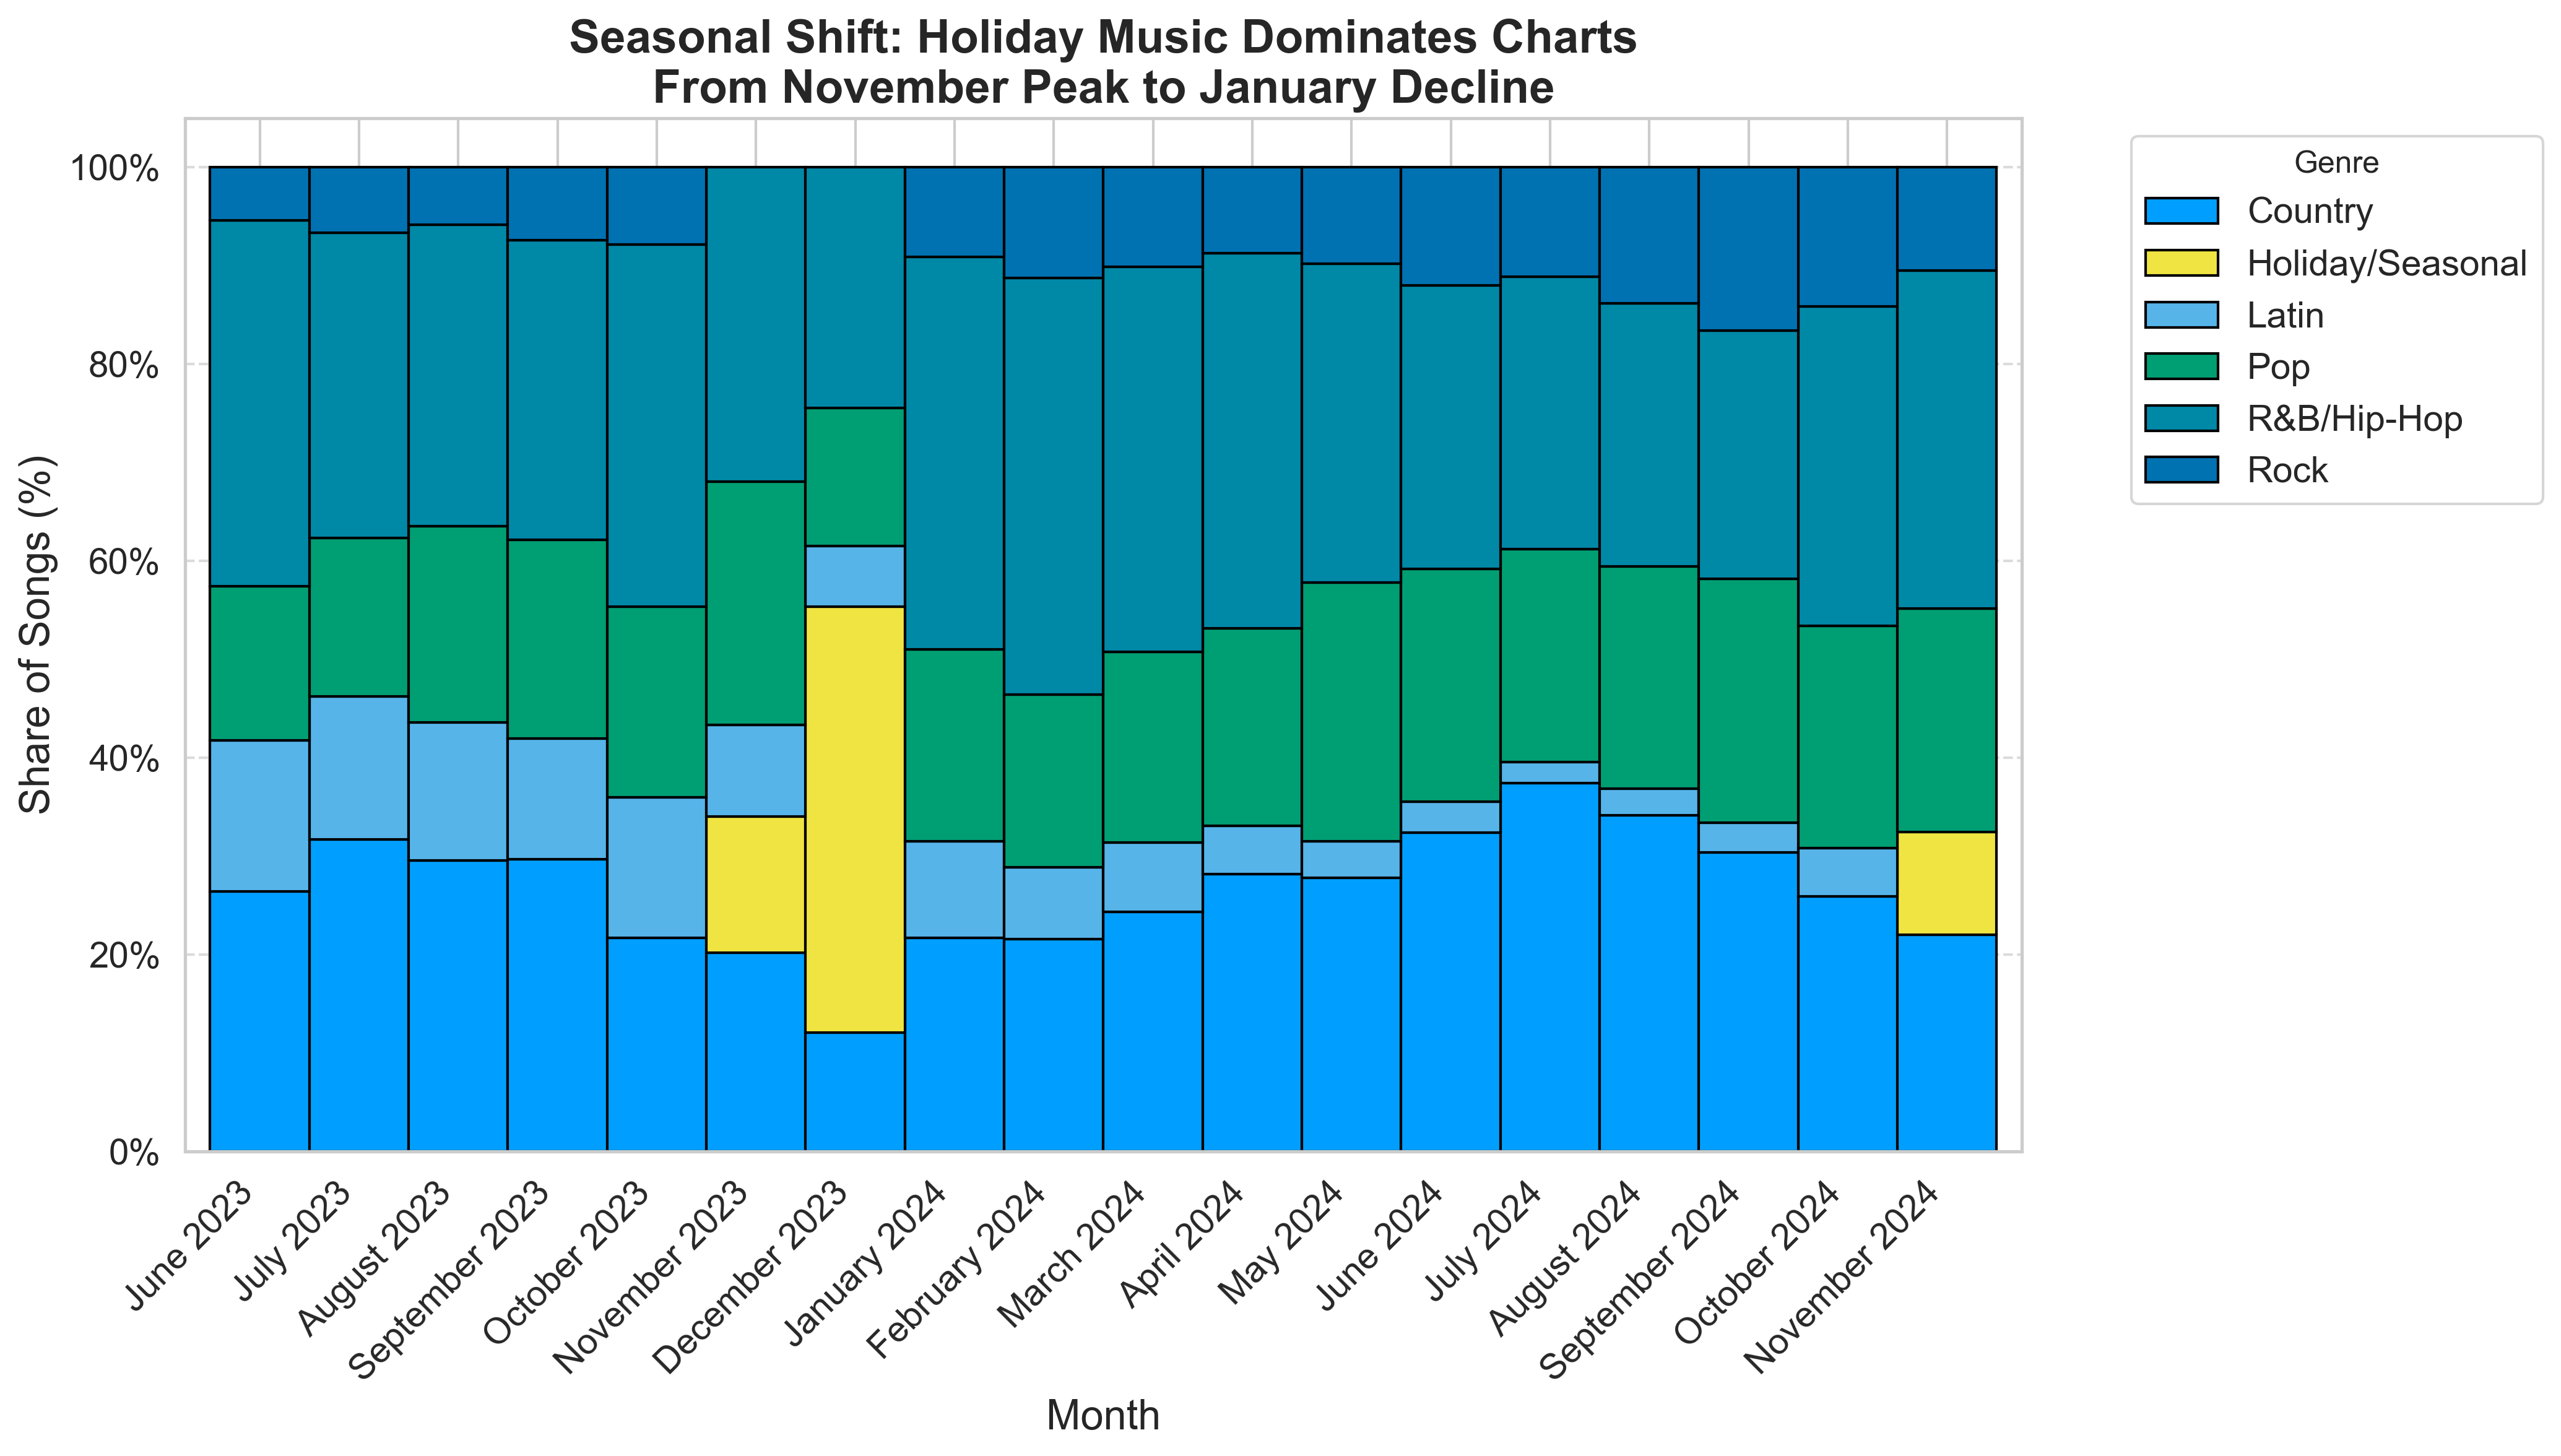 Seasonal Shift: Holiday Music Dominates Charts
From November Peak to January Decline
Share of Songs (%)
100%
80%
60%
40%
20%
0%
June 2023
July 2023
August 2023
September 2023
October 2023
November 2023
December 2023
January 2024
February 2024
March 2024
April 2024
May 2024
June 2024
July 2024
August 2024
September 2024
October 2024
November 2024
Month
Genre
Country
Holiday/Seasonal
Latin
Pop
R&B/Hip-Hop
Rock